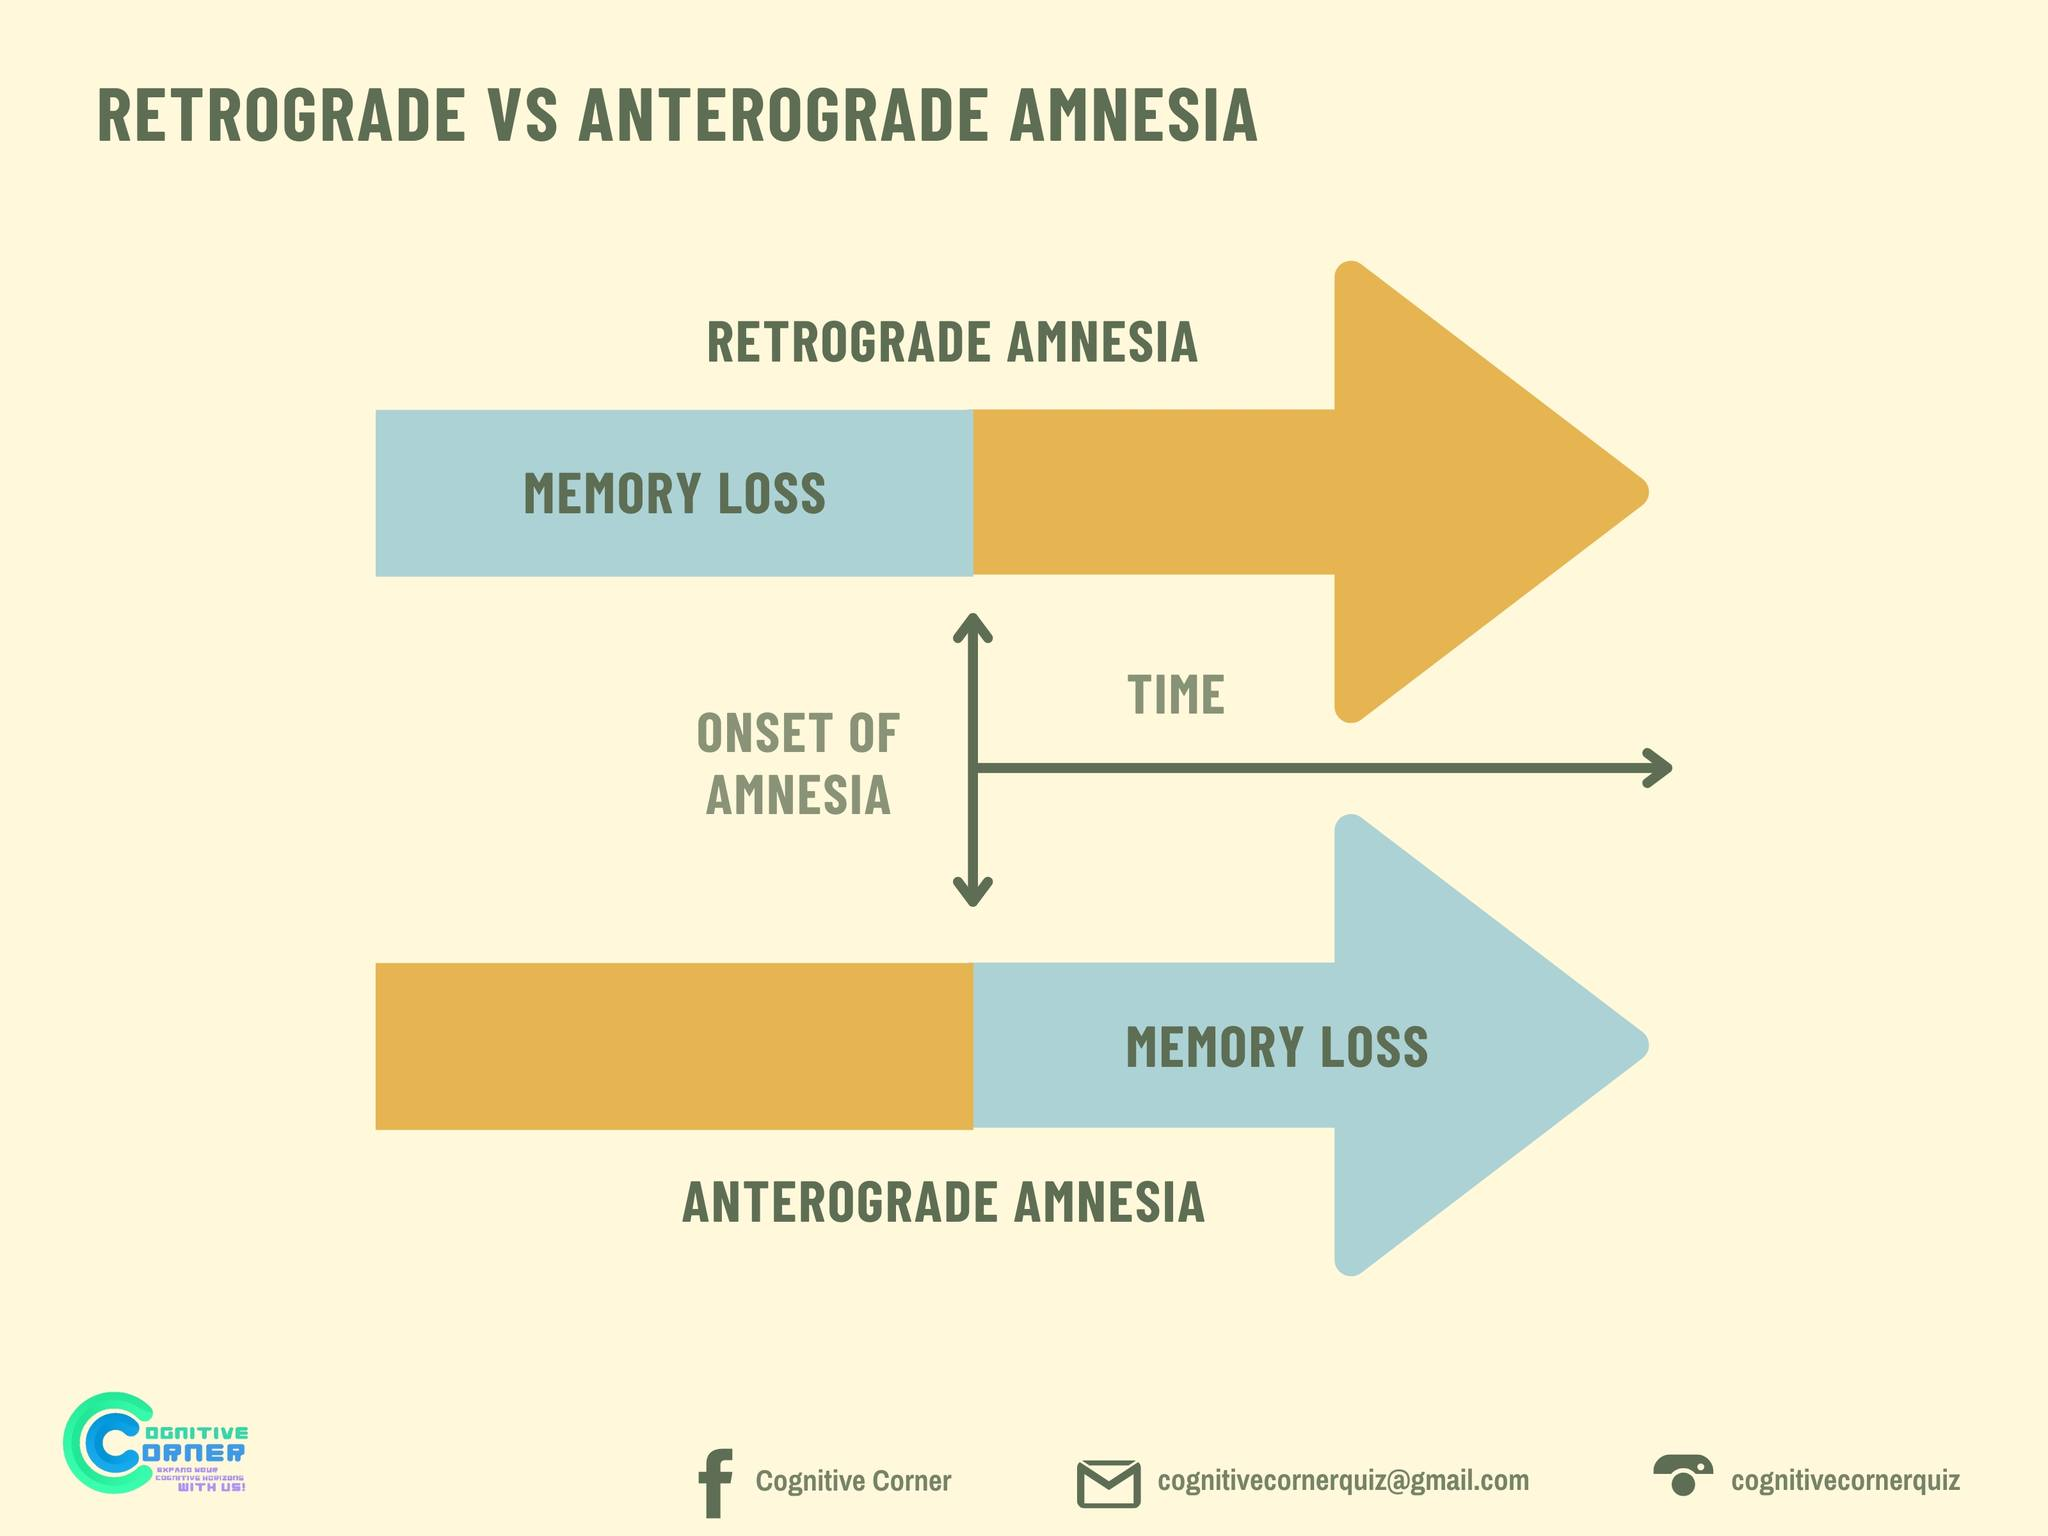 RETROGRADE VS ANTEROGRADE AMNESIA
RETROGRADE AMNESIA
MEMORY LOSS
TIME
ONSET OF
AMNESIA
MEMORY LOSS
ANTEROGRADE AMNESIA
COGNITIVE
CORNER
EXPAND YOUR
COGNITIVE HORIZONS
WITH US!
Cognitive Corner
cognitivecornerquiz@gmail.com
cognitivecornerquiz